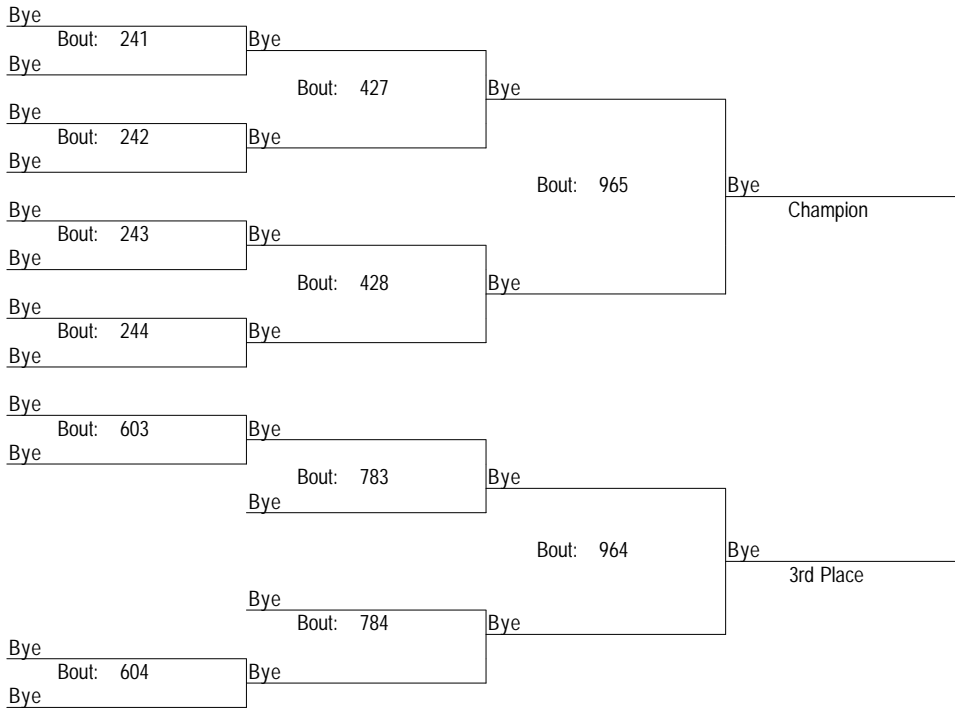 Bye
Bout: 241 Bye
Bye
Bout: 427 Bye
Bye
Bout: 242 Bye
Bye
Bout: 965 Bye
Champion
Bye
Bout: 243 Bye
Bye
Bout: 428 Bye
Bye
Bout: 244 Bye
Bye
Bye
Bout: 603 Bye
Bye
Bout: 783 Bye
Bye
Bout: 964 Bye
3rd Place
Bye
Bout: 784 Bye
Bye
Bout: 604 Bye
Bye